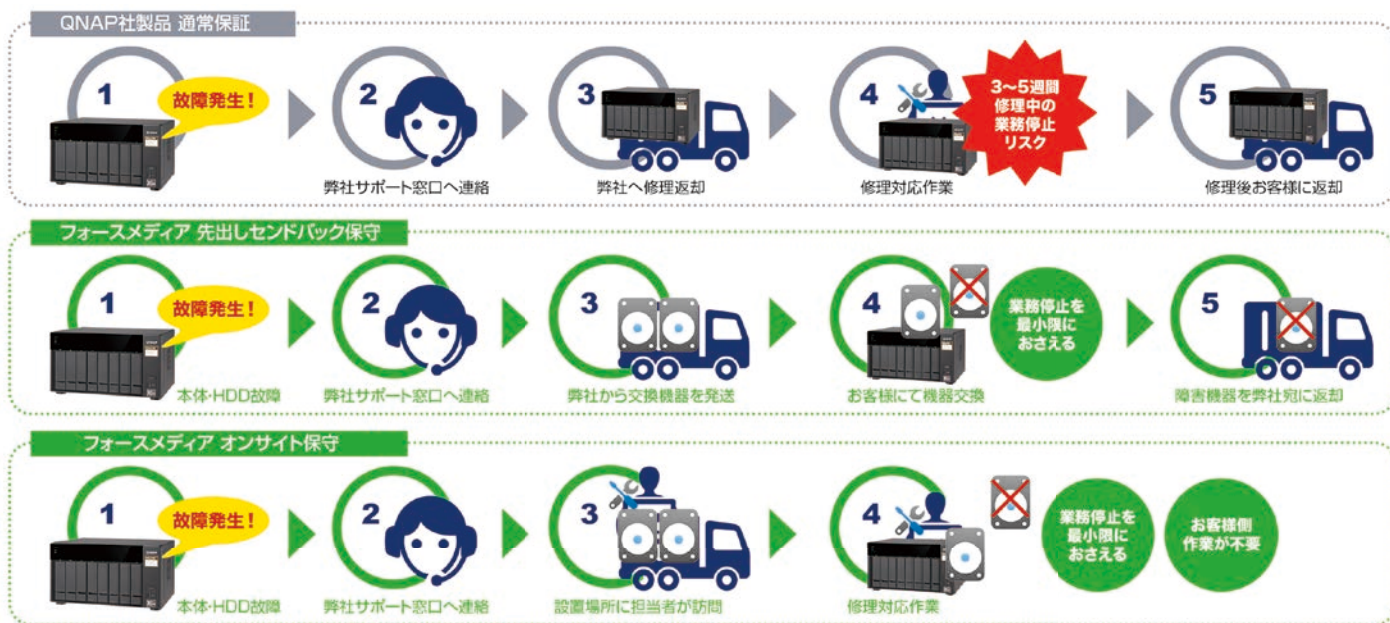 QNAP社製品 通常保証
1
故障発生!
2
弊社サポート窓口へ連絡
3
弊社へ修理返却
4
修理対応作業
3~5週間
修理中の
業務停止
リスク
5
修理後お客様に返却
フォースメディア 先出しセンドバック保守
1
故障発生!
本体・HDD故障
2
弊社サポート窓口へ連絡
3
弊社から交換機器を発送
4
お客様にて機器交換
業務停止を
最小限に
おさえる
5
障害機器を弊社宛に返却
フォースメディア オンサイト保守
1
故障発生!
本体・HDD故障
2
弊社サポート窓口へ連絡
3
設置場所に担当者が訪問
4
修理対応作業
業務停止を
最小限に
おさえる
お客様側
作業が不要